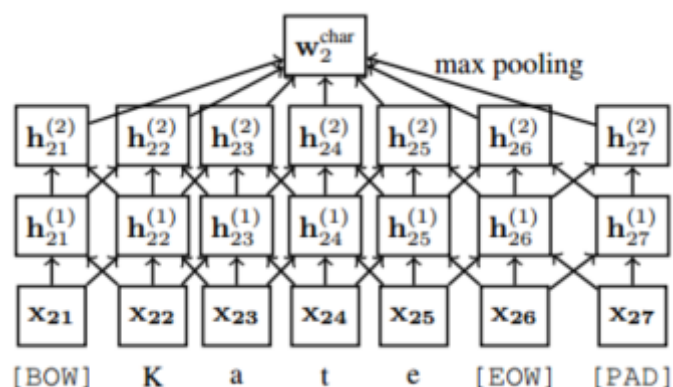 w₂ᶜʰᵃʳ
max pooling
h₂₁⁽²⁾ h₂₂⁽²⁾ h₂₃⁽²⁾ h₂₄⁽²⁾ h₂₅⁽²⁾ h₂₆⁽²⁾ h₂₇⁽²⁾
h₂₁⁽¹⁾ h₂₂⁽¹⁾ h₂₃⁽¹⁾ h₂₄⁽¹⁾ h₂₅⁽¹⁾ h₂₆⁽¹⁾ h₂₇⁽¹⁾
x₂₁ x₂₂ x₂₃ x₂₄ x₂₅ x₂₆ x₂₇
[BOW] K a t e [EOW] [PAD]